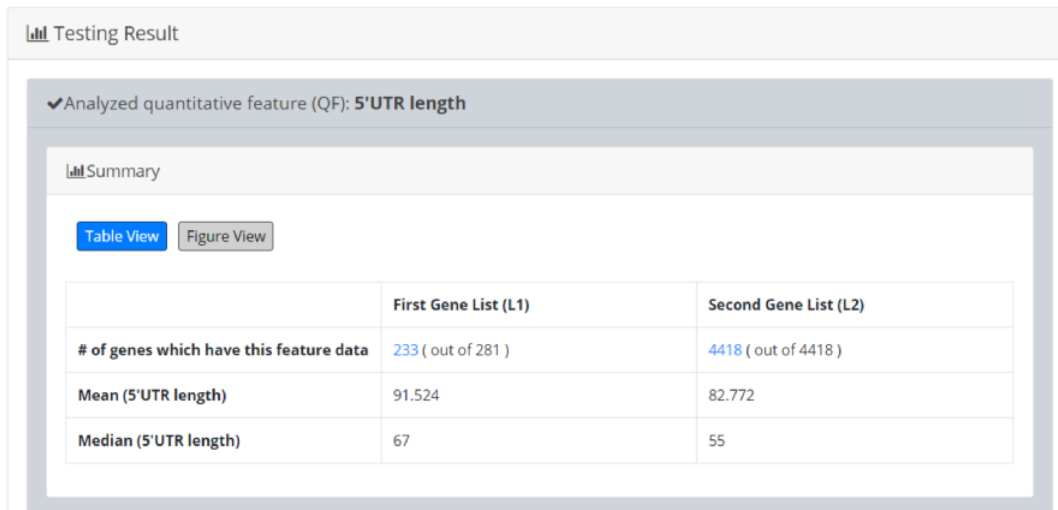 Testing Result
Analyzed quantitative feature (QF): 5'UTR length
Summary
Table View Figure View
First Gene List (L1) Second Gene List (L2)
# of genes which have this feature data 233 ( out of 281 ) 4418 ( out of 4418 )
Mean (5'UTR length) 91.524 82.772
Median (5'UTR length) 67 55